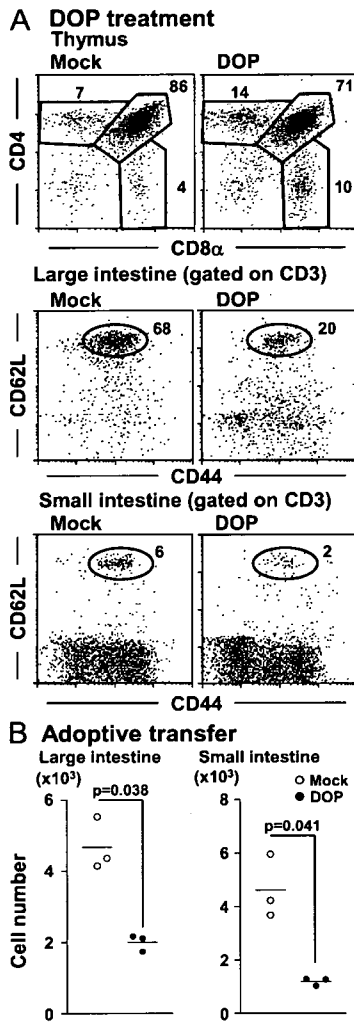 A DOP treatment
Thymus
Mock DOP
7 86 14 71
4 10
CD4
CD8α
Large intestine (gated on CD3)
Mock DOP
68 20
CD62L
CD44
Small intestine (gated on CD3)
Mock DOP
6 2
CD62L
CD44
B Adoptive transfer
Large intestine Small intestine
(x10³) (x10³)
○ Mock
● DOP
p=0.038 p=0.041
Cell number
6 4 2 0
8 6 4 2 0